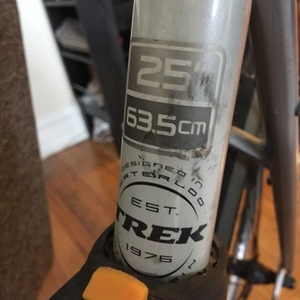 25"
63.5cm
DESIGNED IN
WATERLOO
EST.
TREK
1976